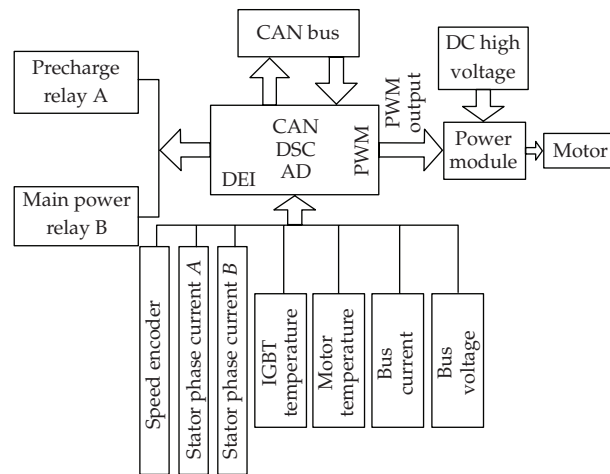 CAN bus
Precharge
relay A
DC high
voltage
PWM
output
CAN
DSC
AD
PWM
DEI
Power
module
Motor
Main power
relay B
Speed encoder
Stator phase current A
Stator phase current B
IGBT
temperature
Motor
temperature
Bus
current
Bus
voltage